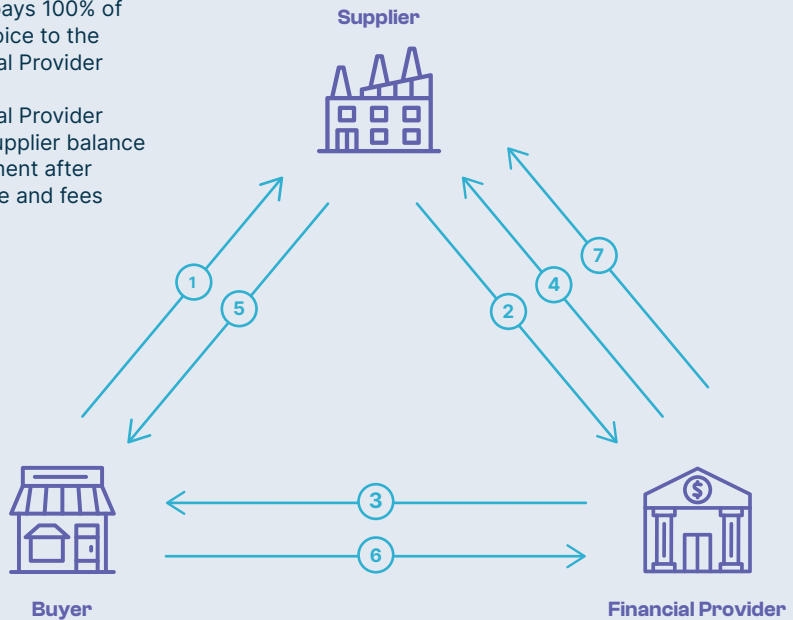 Supplier
pays 100% of
oice to the
al Provider
al Provider
upplier balance
ment after
e and fees
1
5
2
4
7
3
6
$
Buyer
Financial Provider